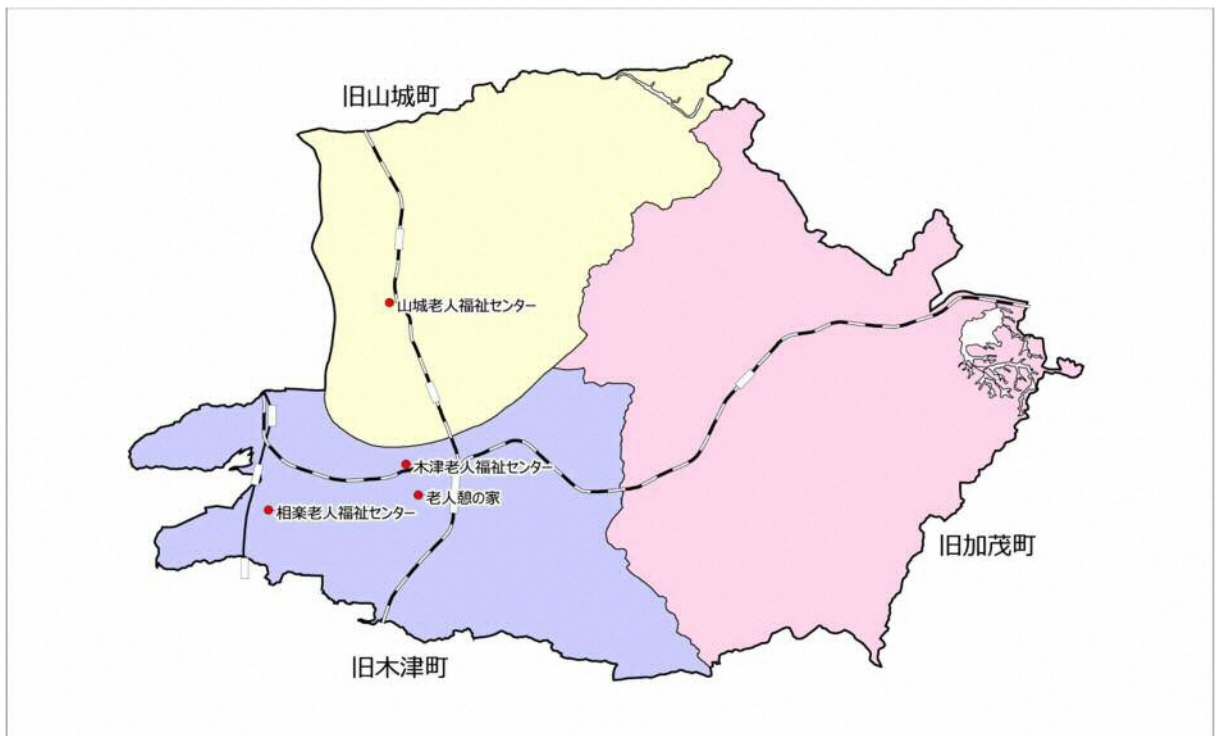 旧山城町
山城老人福祉センター
木津老人福祉センター
老人憩の家
相楽老人福祉センター
旧加茂町
旧木津町